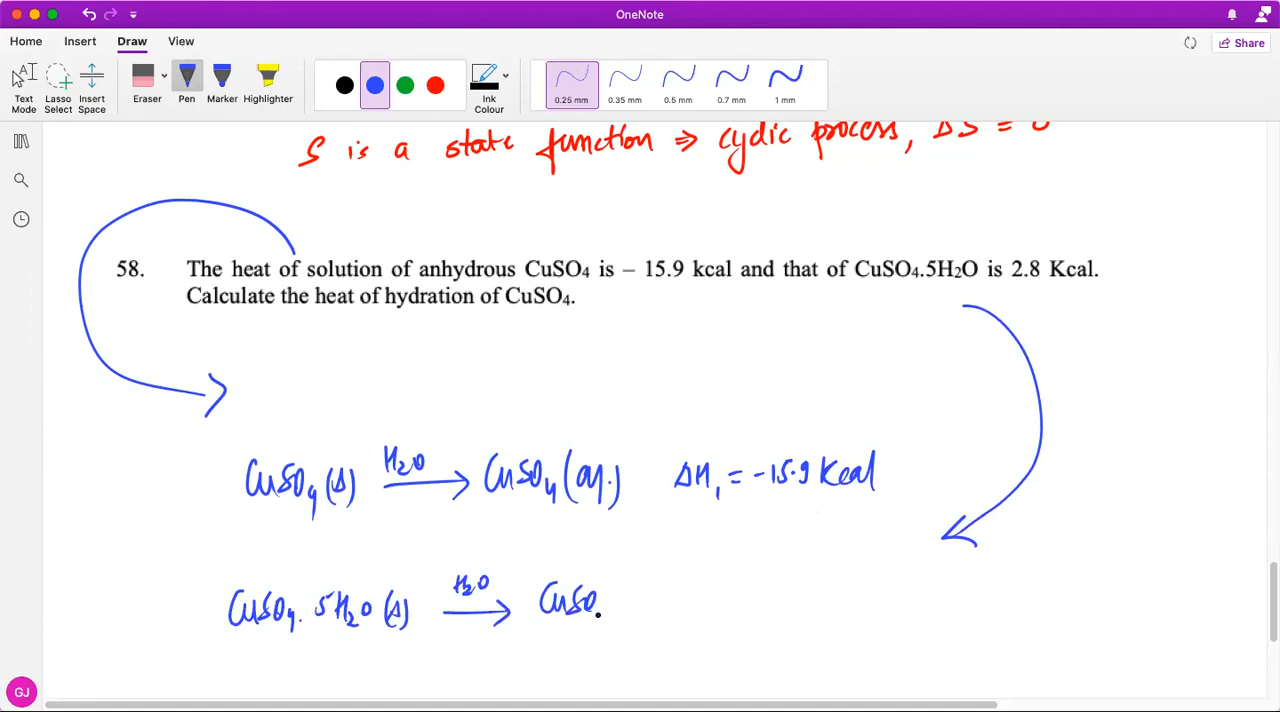 OneNote
Home Insert Draw View
Share
Text Mode
Lasso Select
Insert Space
Eraser
Pen
Marker
Highlighter
Ink Colour
0.25 mm
0.35 mm
0.5 mm
0.7 mm
1 mm
S is a state function ⇒ cyclic process, ΔS = 0
58. The heat of solution of anhydrous CuSO₄ is – 15.9 kcal and that of CuSO₄.5H₂O is 2.8 Kcal.
Calculate the heat of hydration of CuSO₄.
CuSO₄(s) H₂O → CuSO₄(aq.) ΔH₁ = -15.9 Kcal
CuSO₄. 5H₂O(s) H₂O → CuSO
GJ